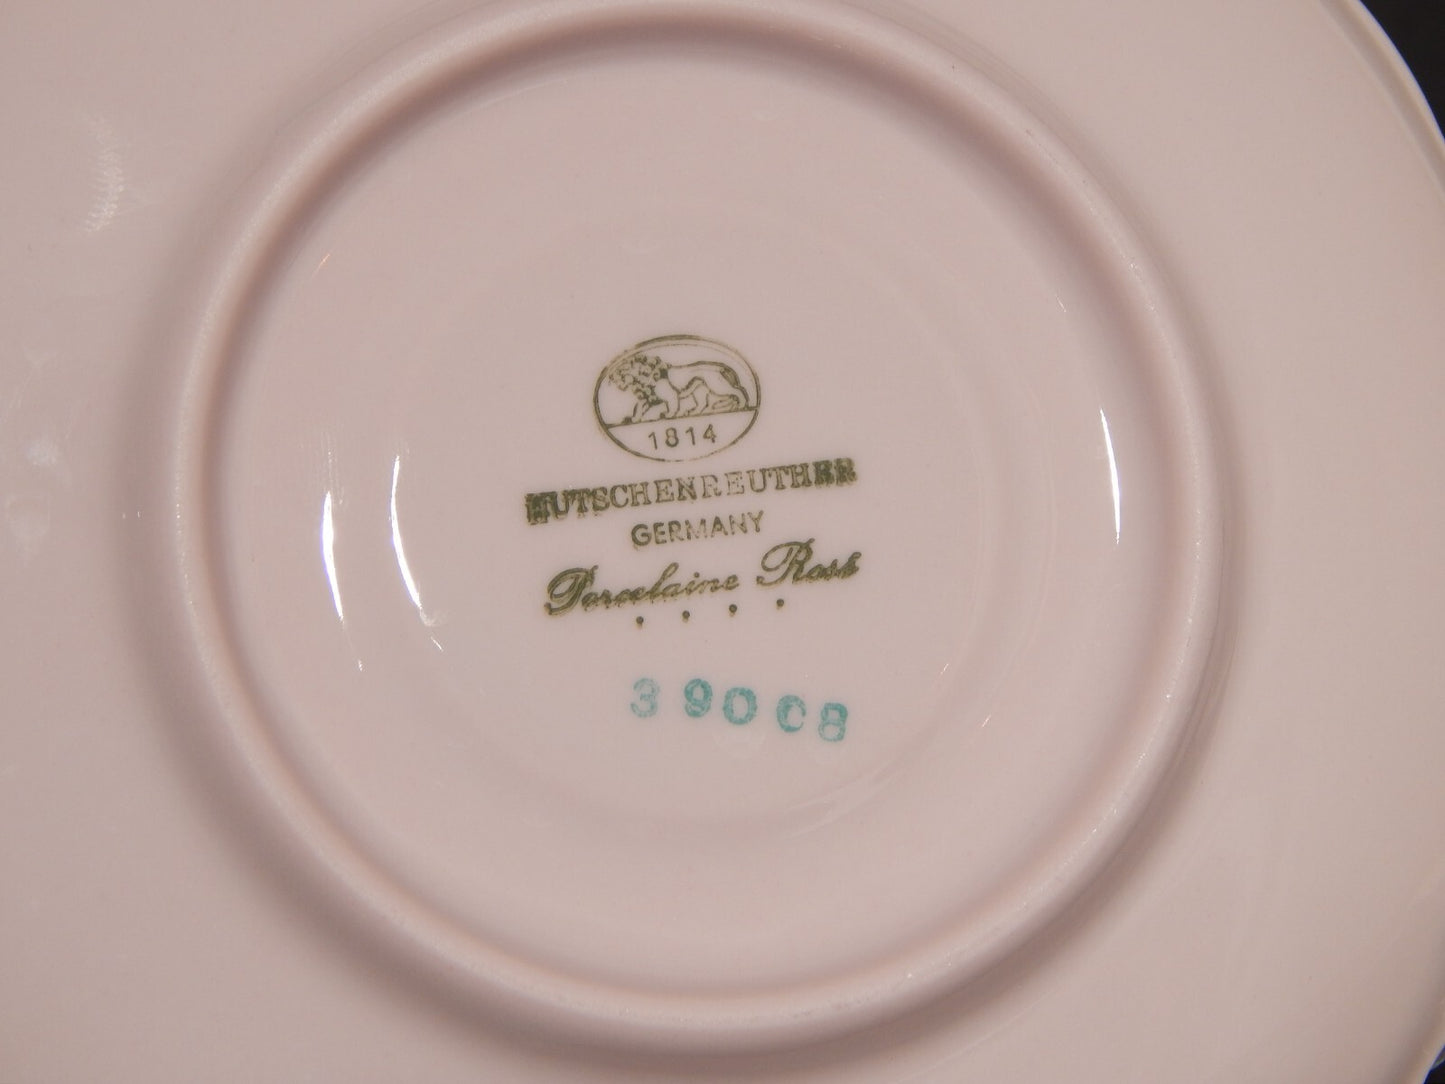 1814
HUTSCHENREUTHER
GERMANY
Porcelaine Rosé
39008